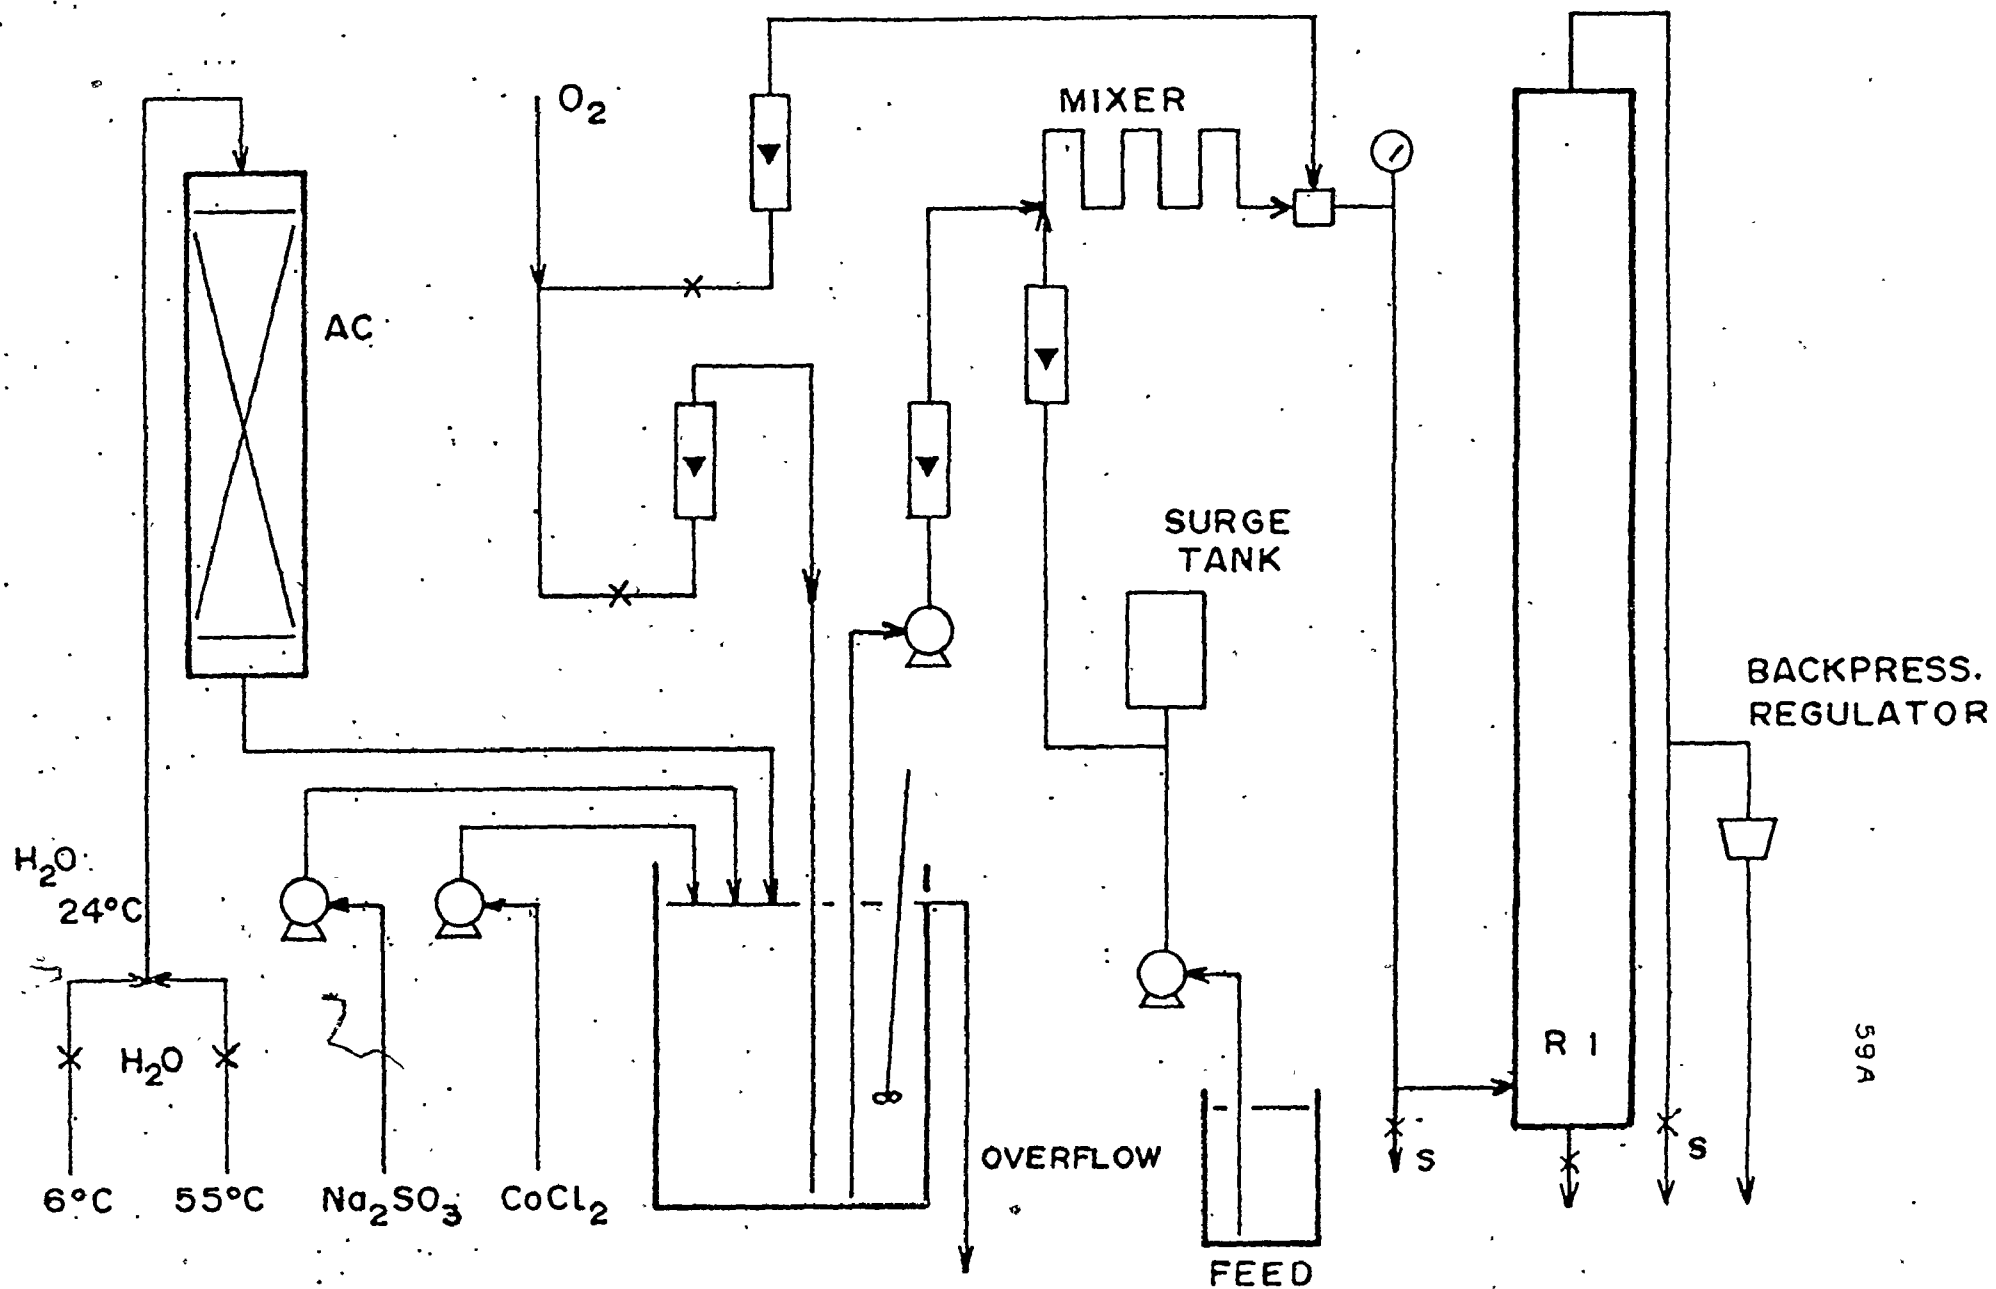 O₂
MIXER
AC
SURGE
TANK
BACKPRESS.
REGULATOR
H₂O
24°C
H₂O
R 1
59A
OVERFLOW
S
S
6°C
55°C
Na₂SO₃
CoCl₂
FEED